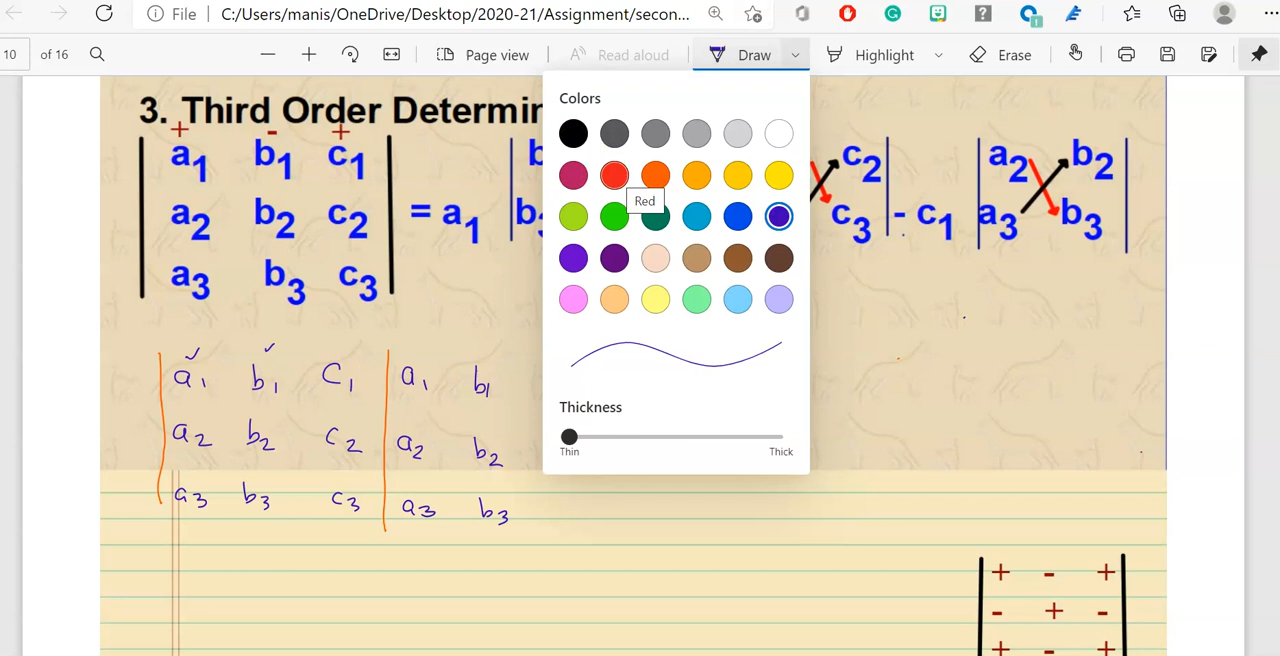 File | C:/Users/manis/OneDrive/Desktop/2020-21/Assignment/secon...
10 of 16 Page view Read aloud Draw Highlight Erase
Colors
Red
Thickness
Thin Thick
3. Third Order Determin
+ - +
a1 b1 c1
a2 b2 c2
a3 b3 c3
= a1
b
b
c2
c3
- c1
a2 b2
a3 b3
a1 b1 C1 a1 b1
a2 b2 c2 a2 b2
a3 b3 c3 a3 b3
+ - +
- + -
+ - +